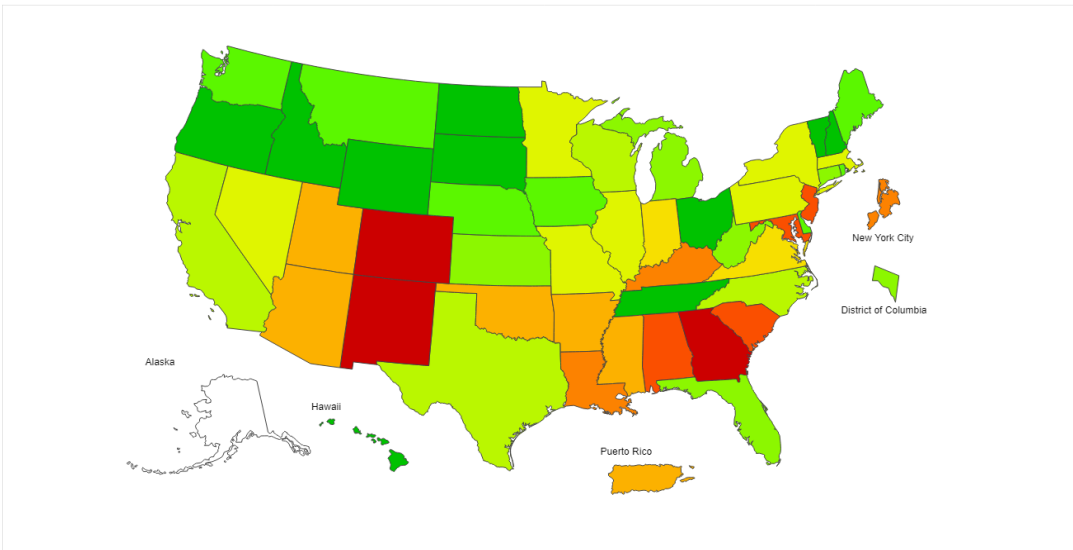 New York City
District of Columbia
Alaska
Hawaii
Puerto Rico